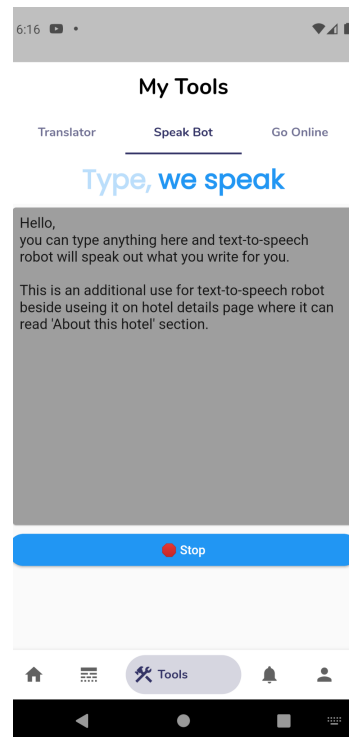 6:16
My Tools
Translator Speak Bot Go Online
Type, we speak
Hello,
you can type anything here and text-to-speech
robot will speak out what you write for you.
This is an additional use for text-to-speech robot
beside useing it on hotel details page where it can
read 'About this hotel' section.
Stop
Tools